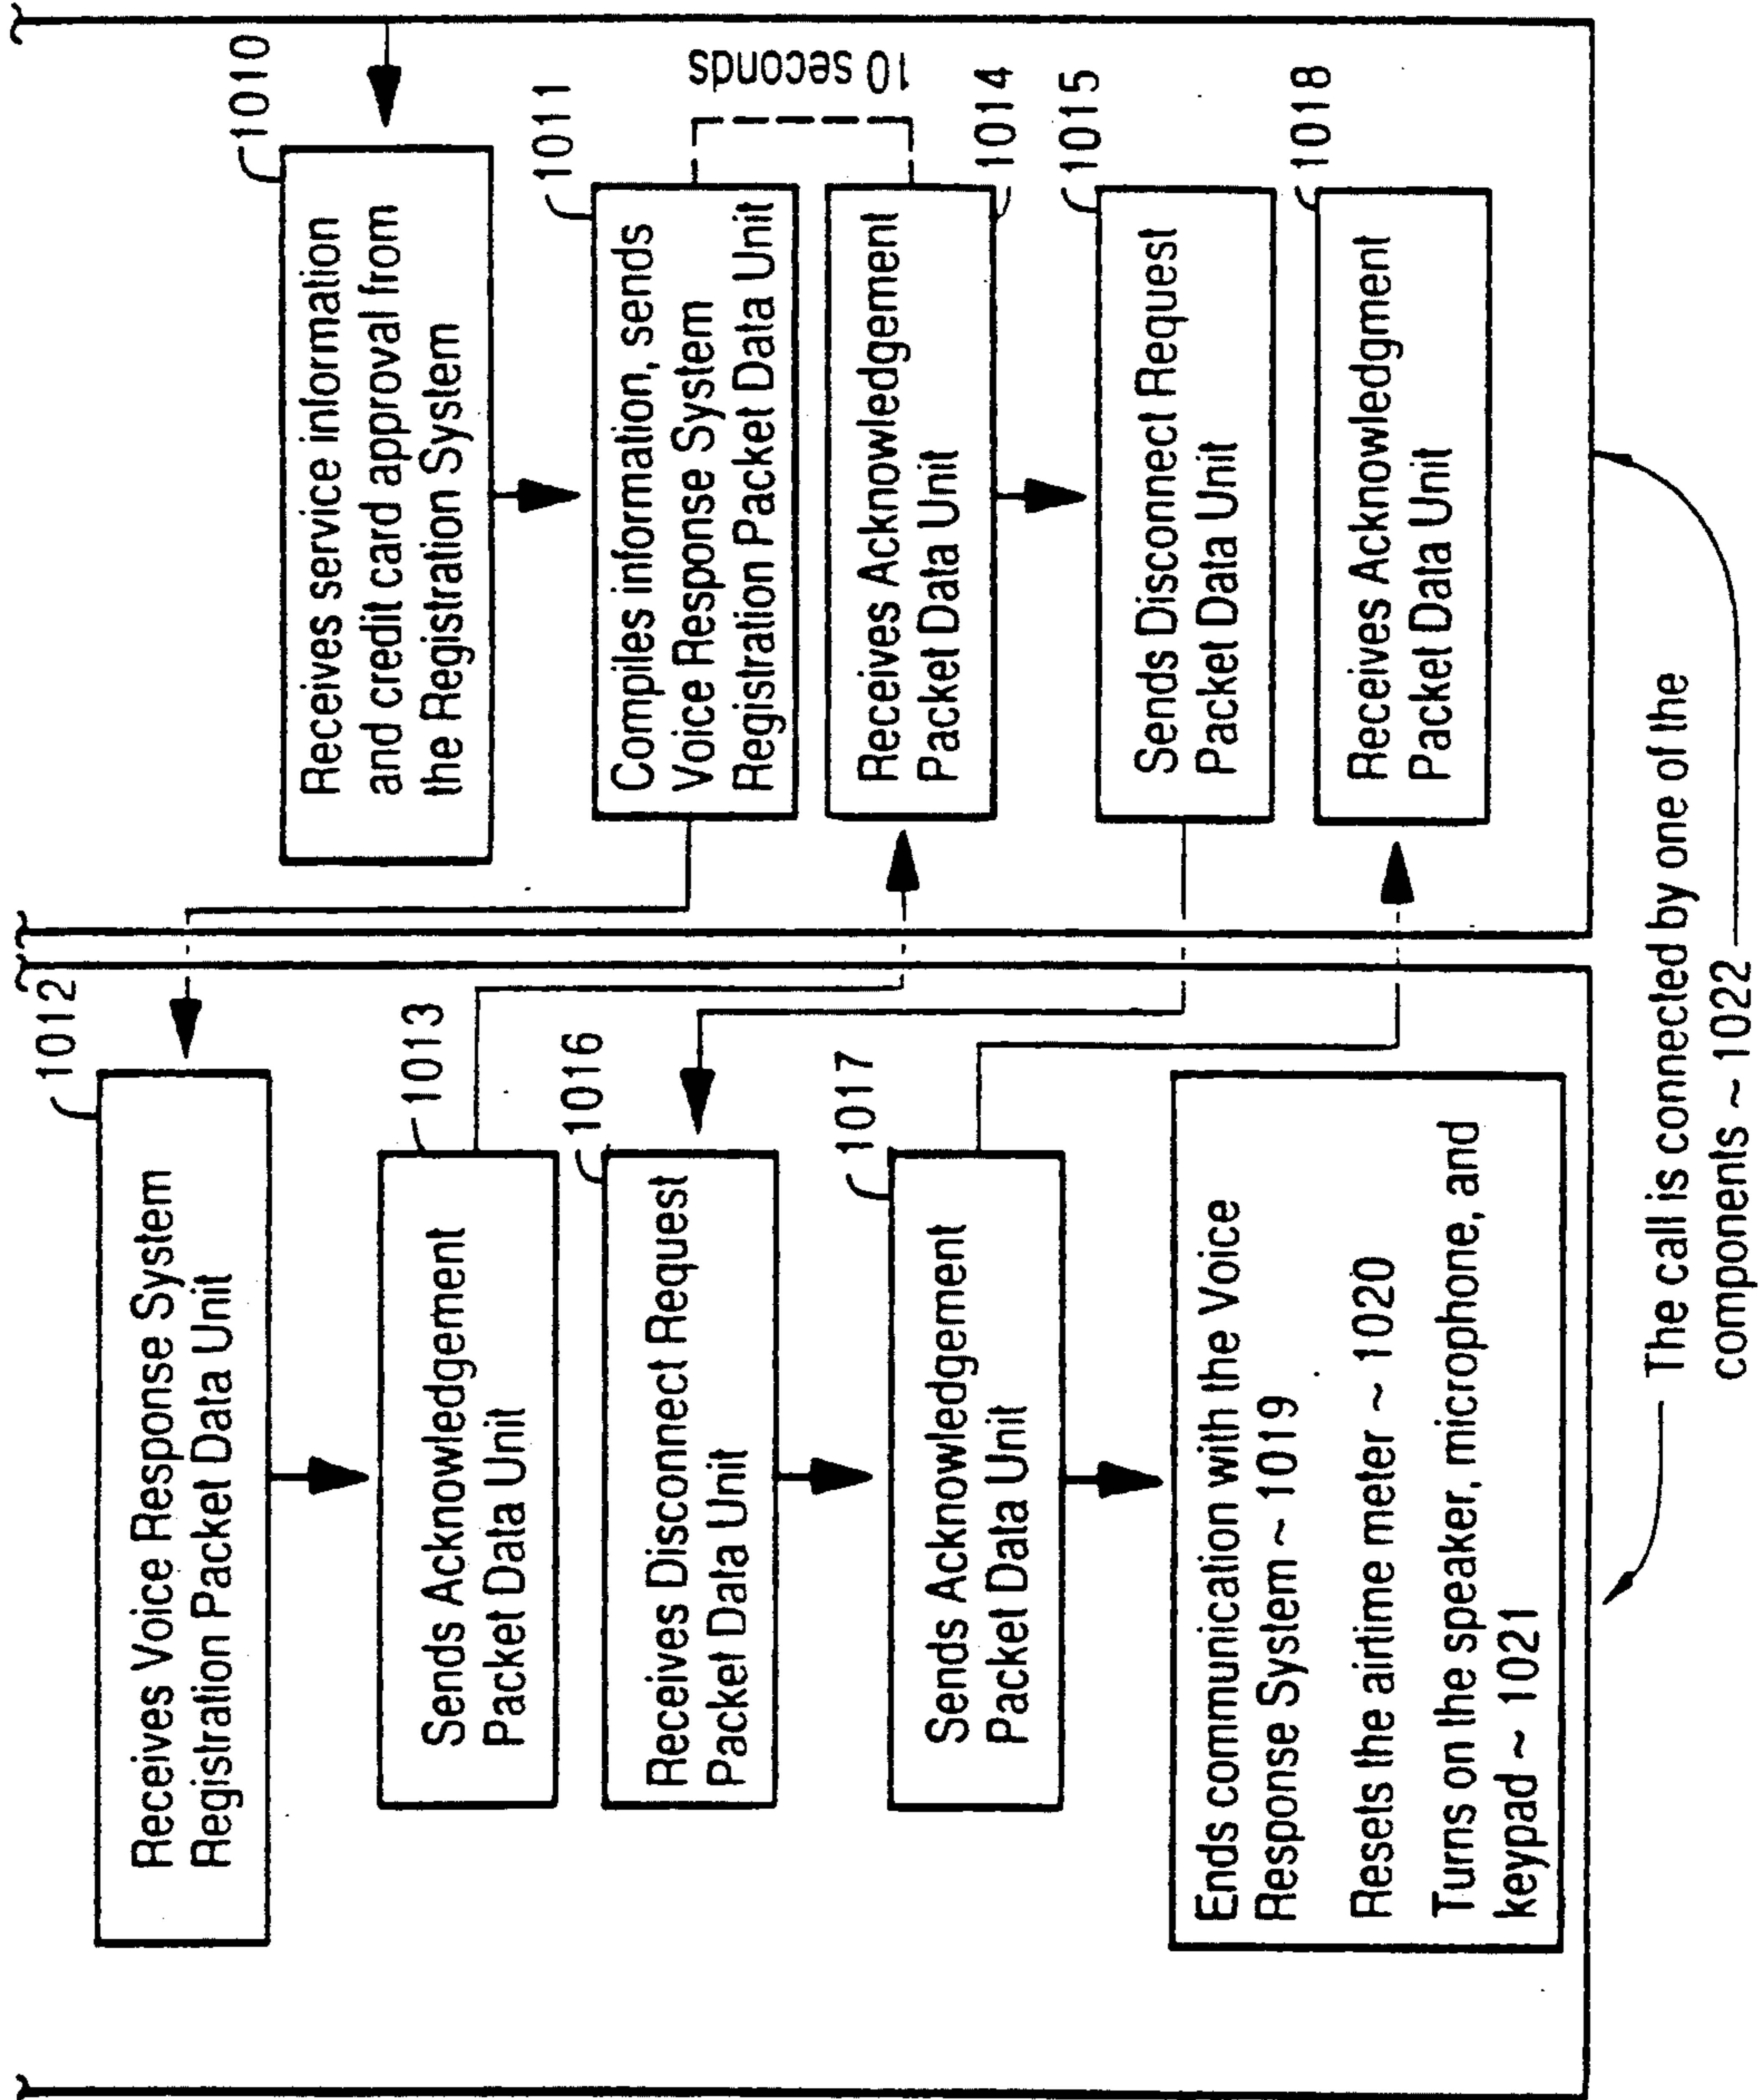 1012
Receives Voice Response System
Registration Packet Data Unit
1013
Sends Acknowledgement
Packet Data Unit
1016
Receives Disconnect Request
Packet Data Unit
1017
Sends Acknowledgement
Packet Data Unit
Ends communication with the Voice
Response System ~ 1019
Resets the airtime meter ~ 1020
Turns on the speaker, microphone, and
keypad ~ 1021
1010
Receives service information
and credit card approval from
the Registration System
1011
Compiles information, sends
Voice Response System
Registration Packet Data Unit
10 seconds
Receives Acknowledgement
Packet Data Unit
1014
1015
Sends Disconnect Request
Packet Data Unit
1018
Receives Acknowledgment
Packet Data Unit
The call is connected by one of the
components ~ 1022